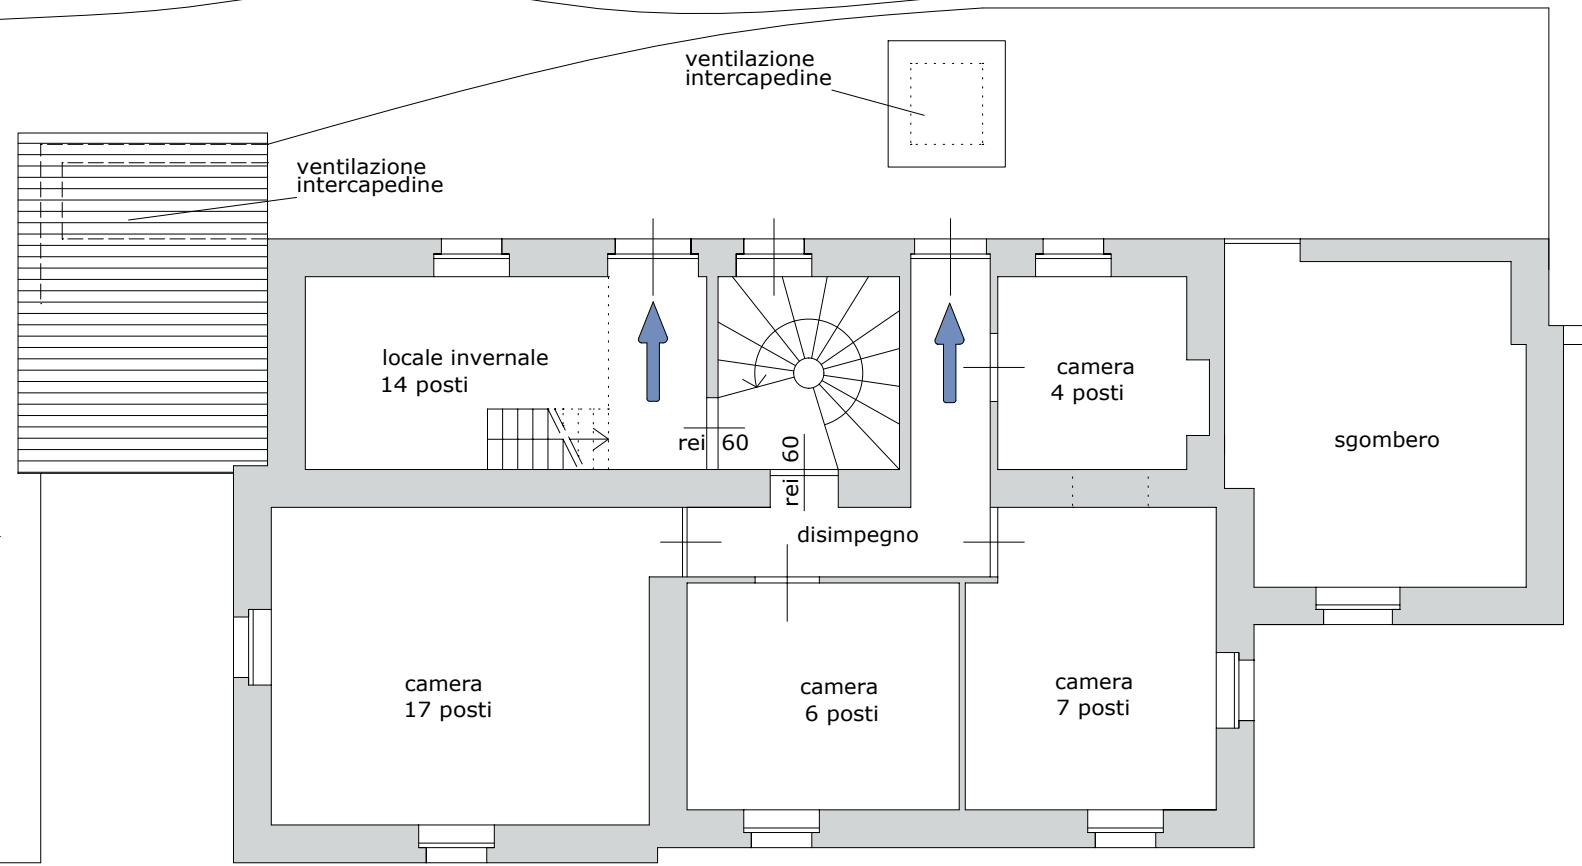 ventilazione
intercapedine
ventilazione
intercapedine
locale invernale
14 posti
camera
4 posti
sgombero
rei 60
rei 60
disimpegno
camera
17 posti
camera
6 posti
camera
7 posti